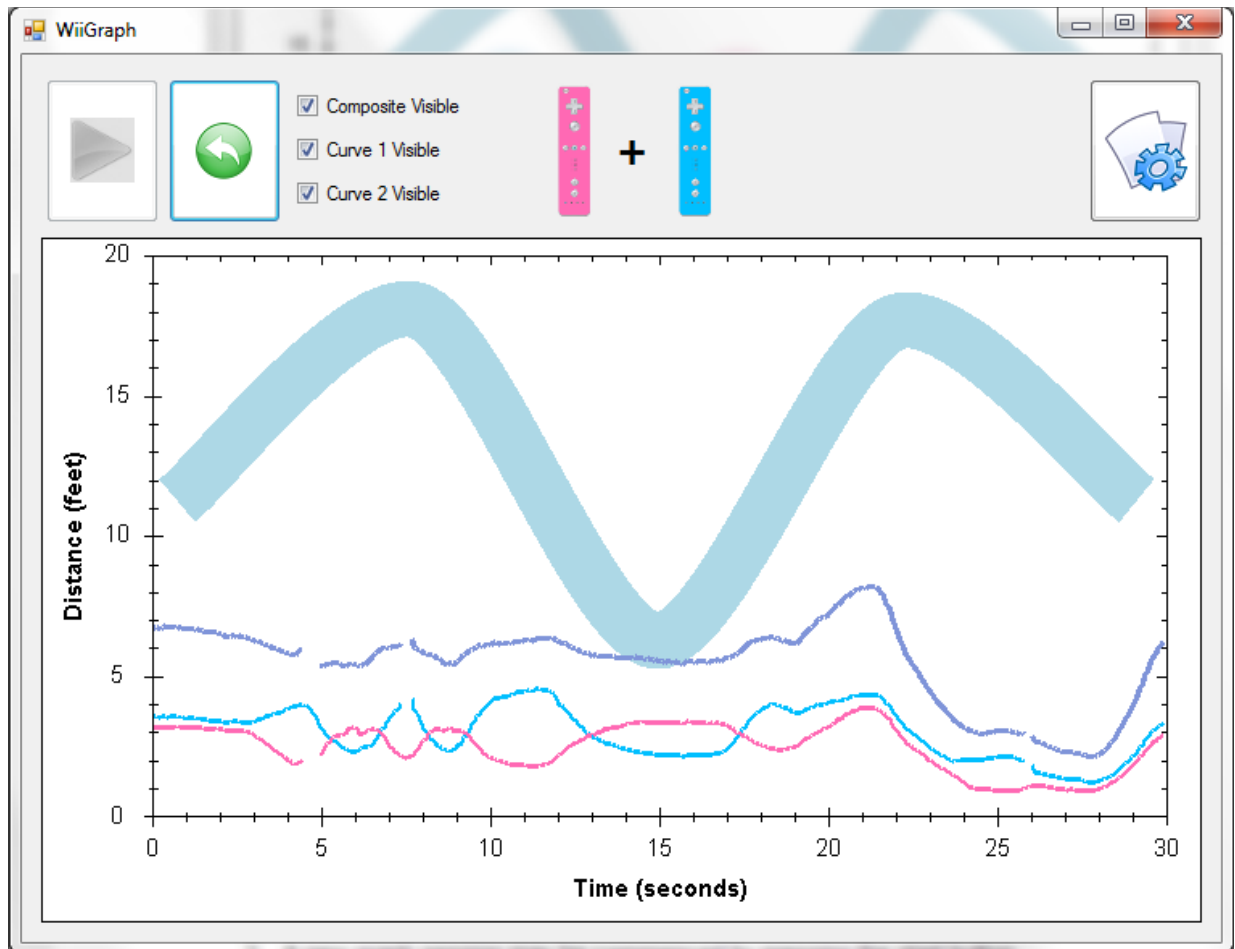 WiiGraph
Composite Visible
Curve 1 Visible
Curve 2 Visible
+
20
15
10
5
0
Distance (feet)
0 5 10 15 20 25 30
Time (seconds)